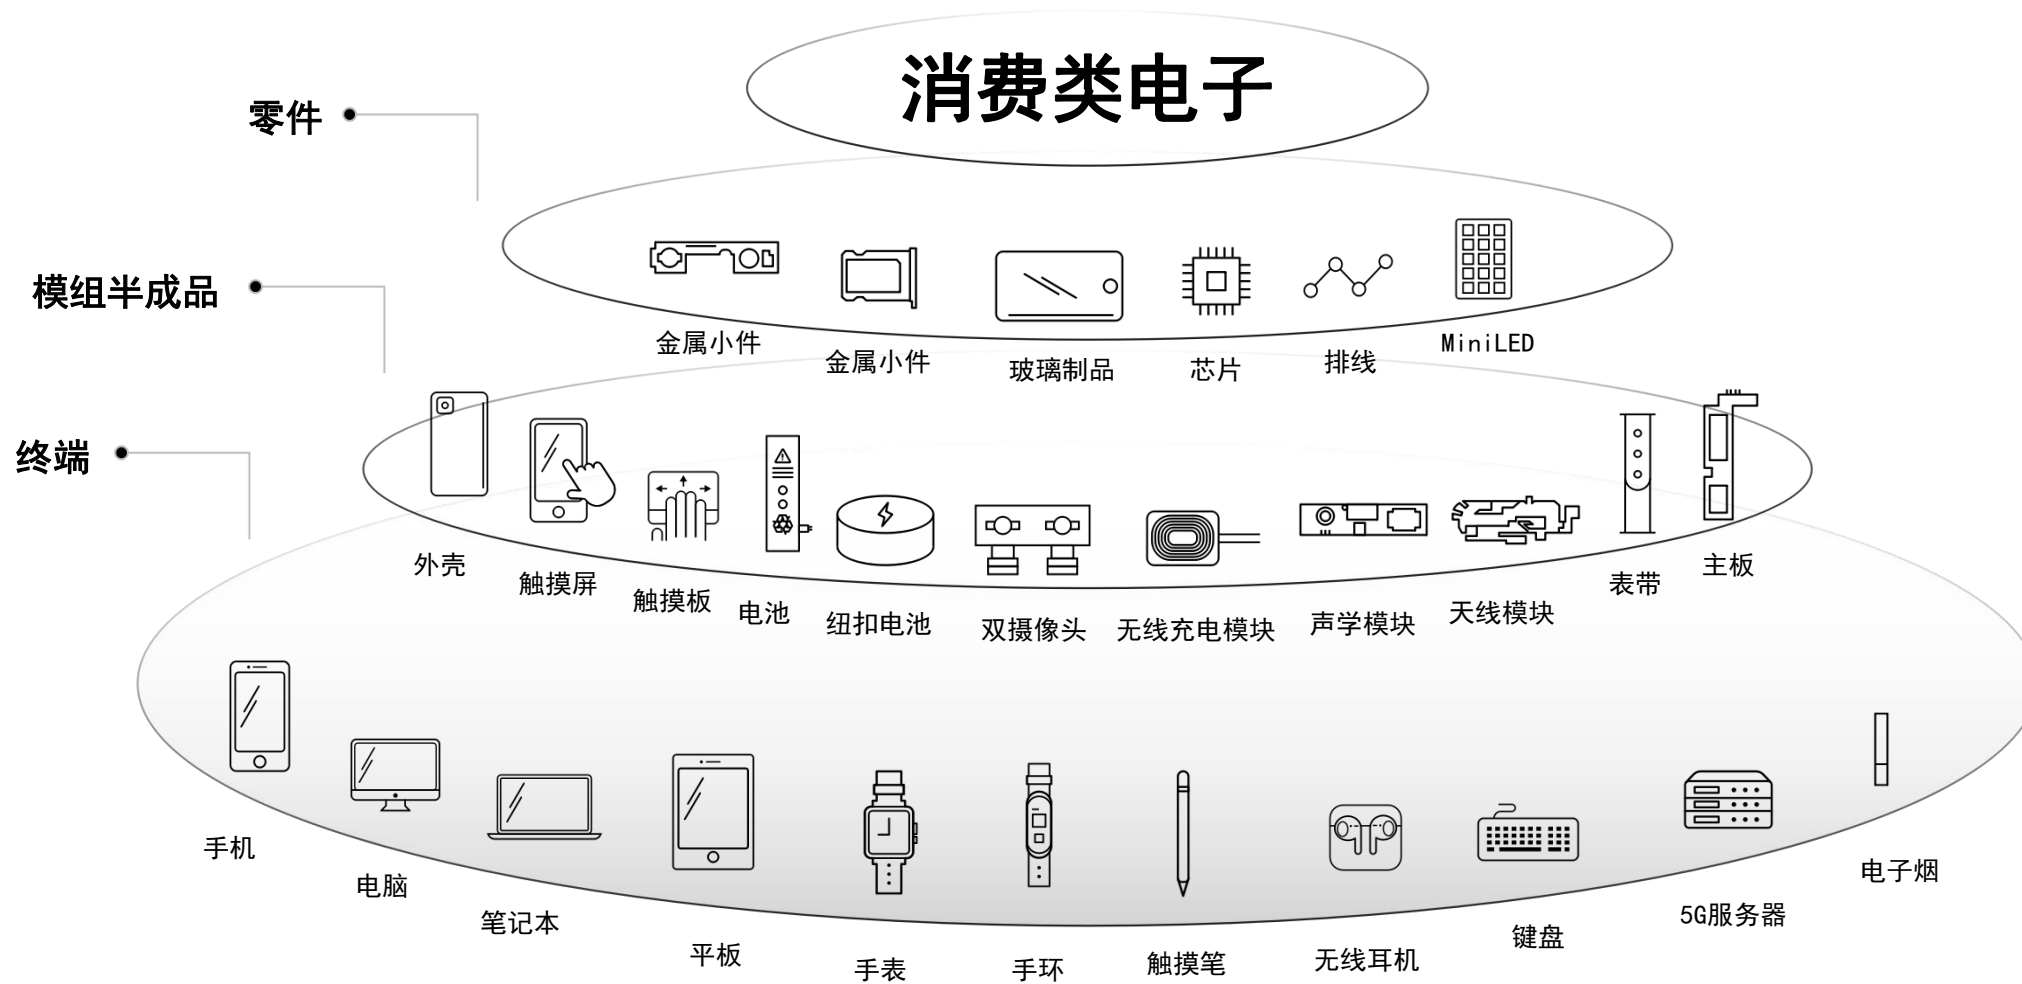 消费类电子
零件
金属小件
金属小件
玻璃制品
芯片
排线
MiniLED
模组半成品
外壳
触摸屏
触摸板
电池
纽扣电池
双摄像头
无线充电模块
声学模块
天线模块
表带
主板
终端
手机
电脑
笔记本
平板
手表
手环
触摸笔
无线耳机
键盘
5G服务器
电子烟